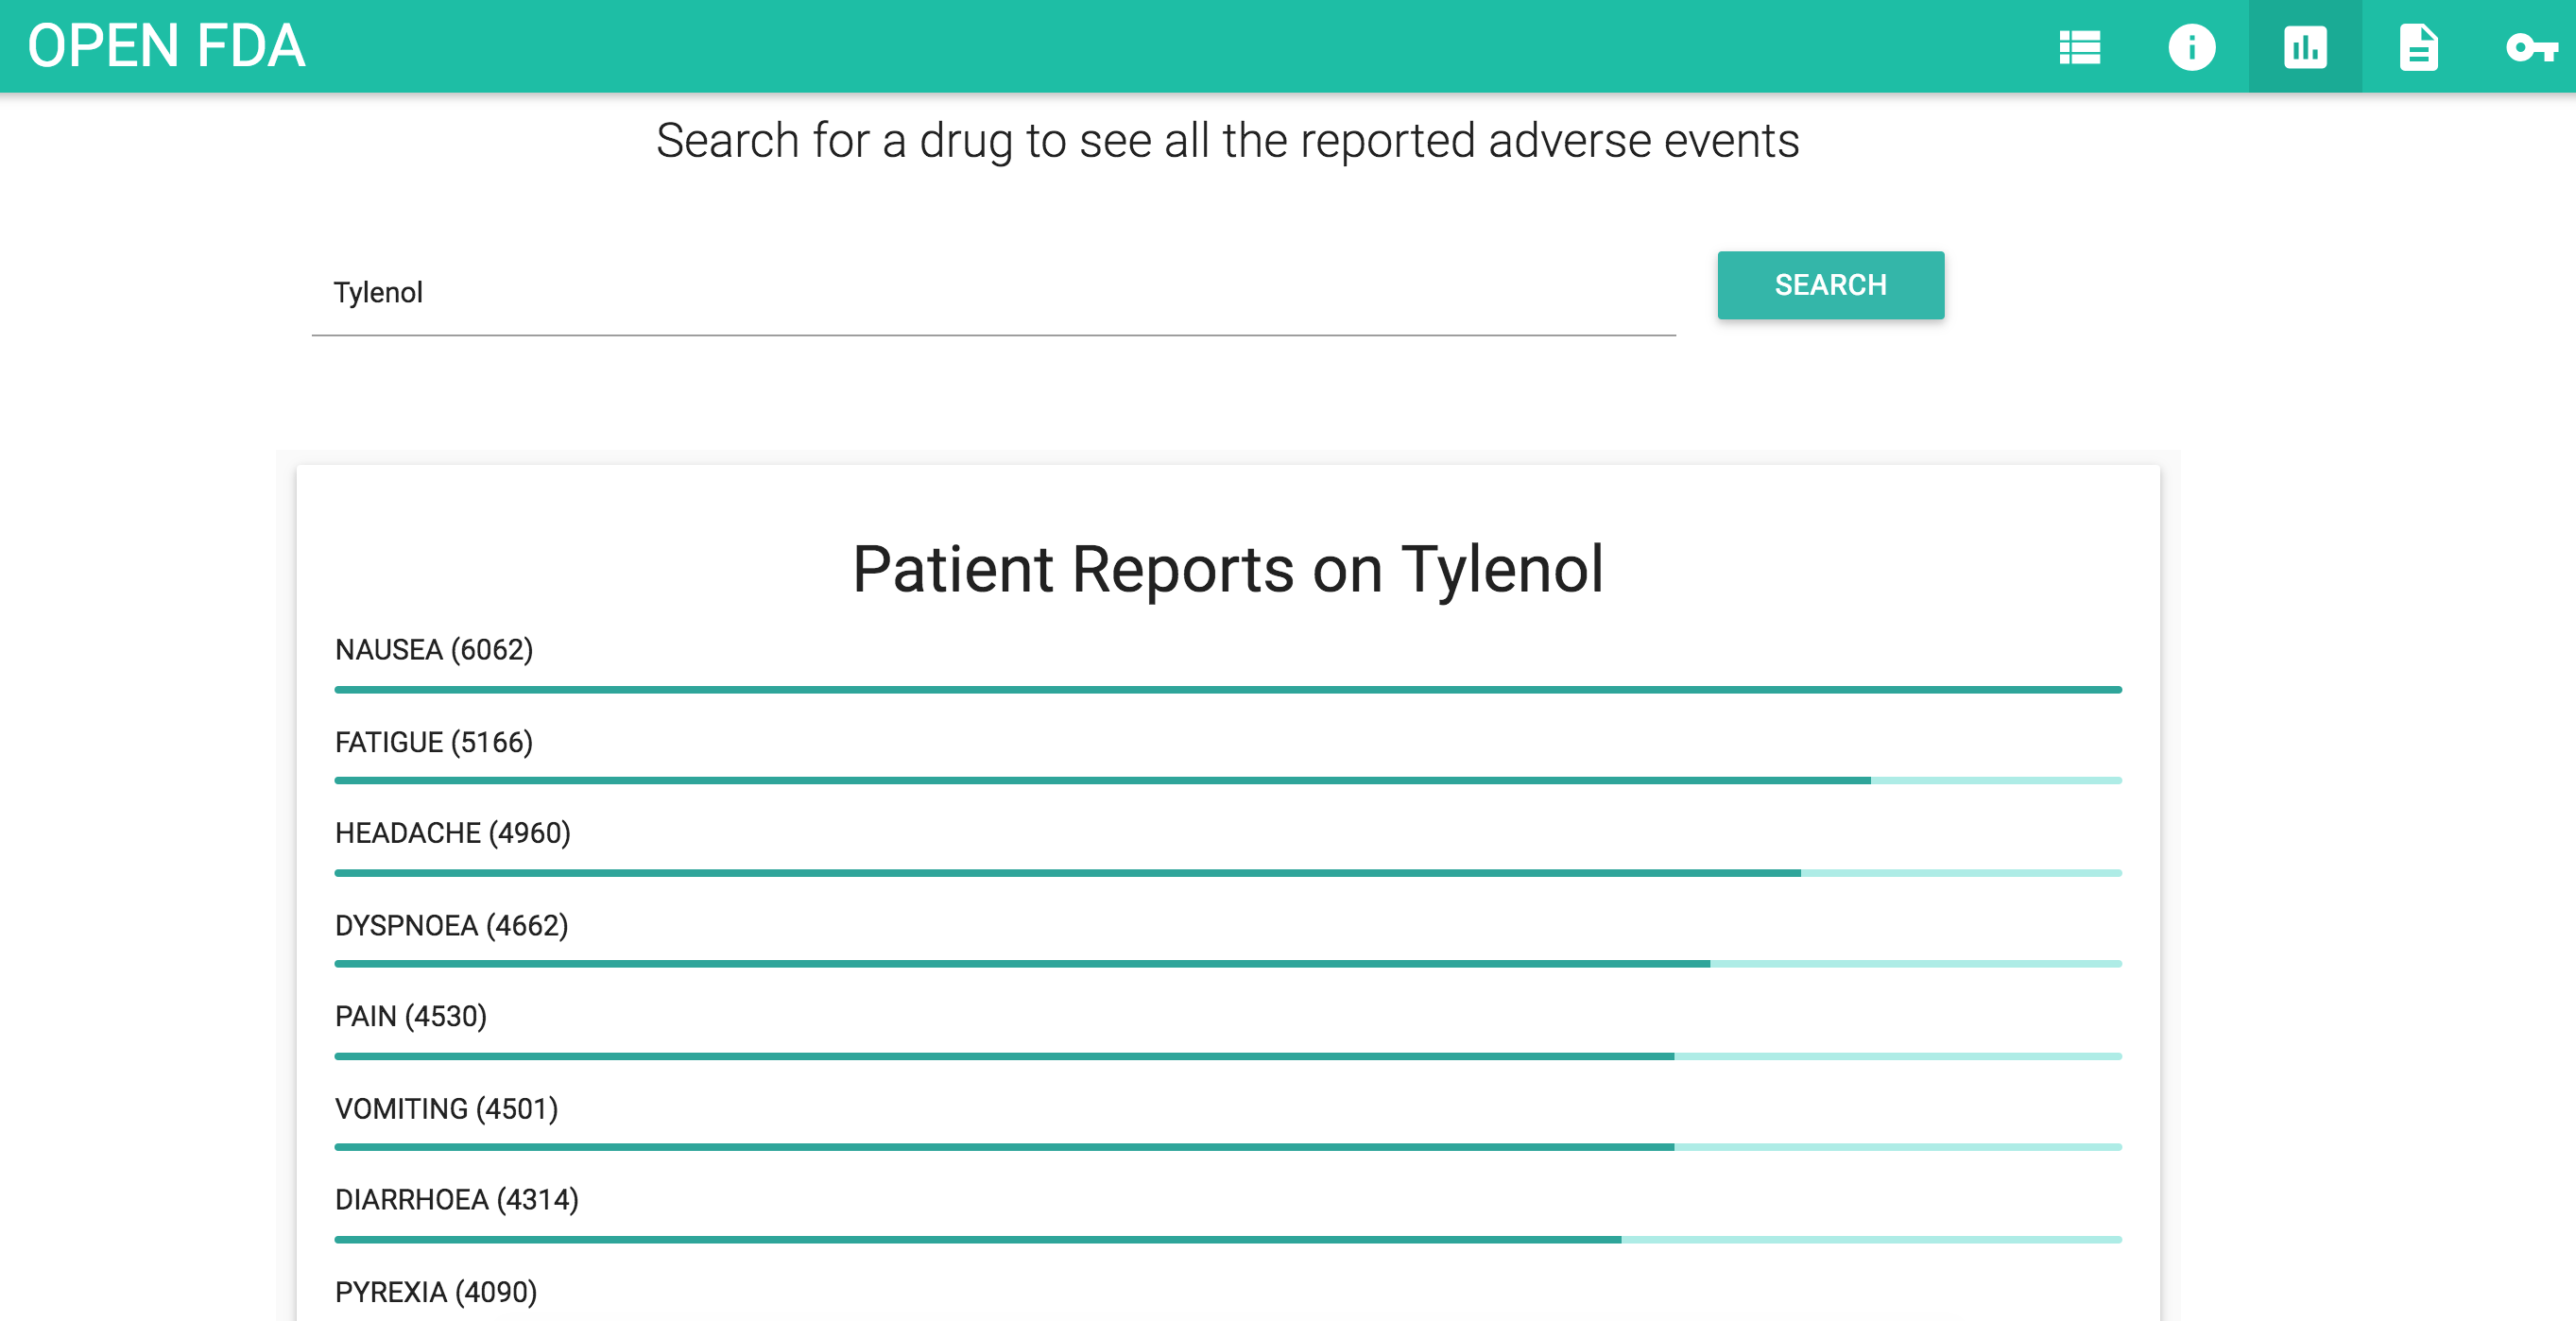 OPEN FDA
Search for a drug to see all the reported adverse events
Tylenol
SEARCH
Patient Reports on Tylenol
NAUSEA (6062)
FATIGUE (5166)
HEADACHE (4960)
DYSPNOEA (4662)
PAIN (4530)
VOMITING (4501)
DIARRHOEA (4314)
PYREXIA (4090)